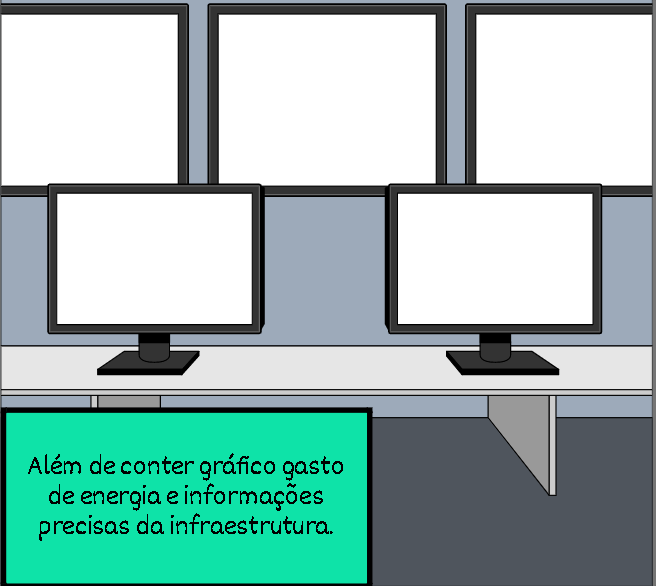 Além de conter gráfico gasto
de energia e informações
precisas da infraestrutura.